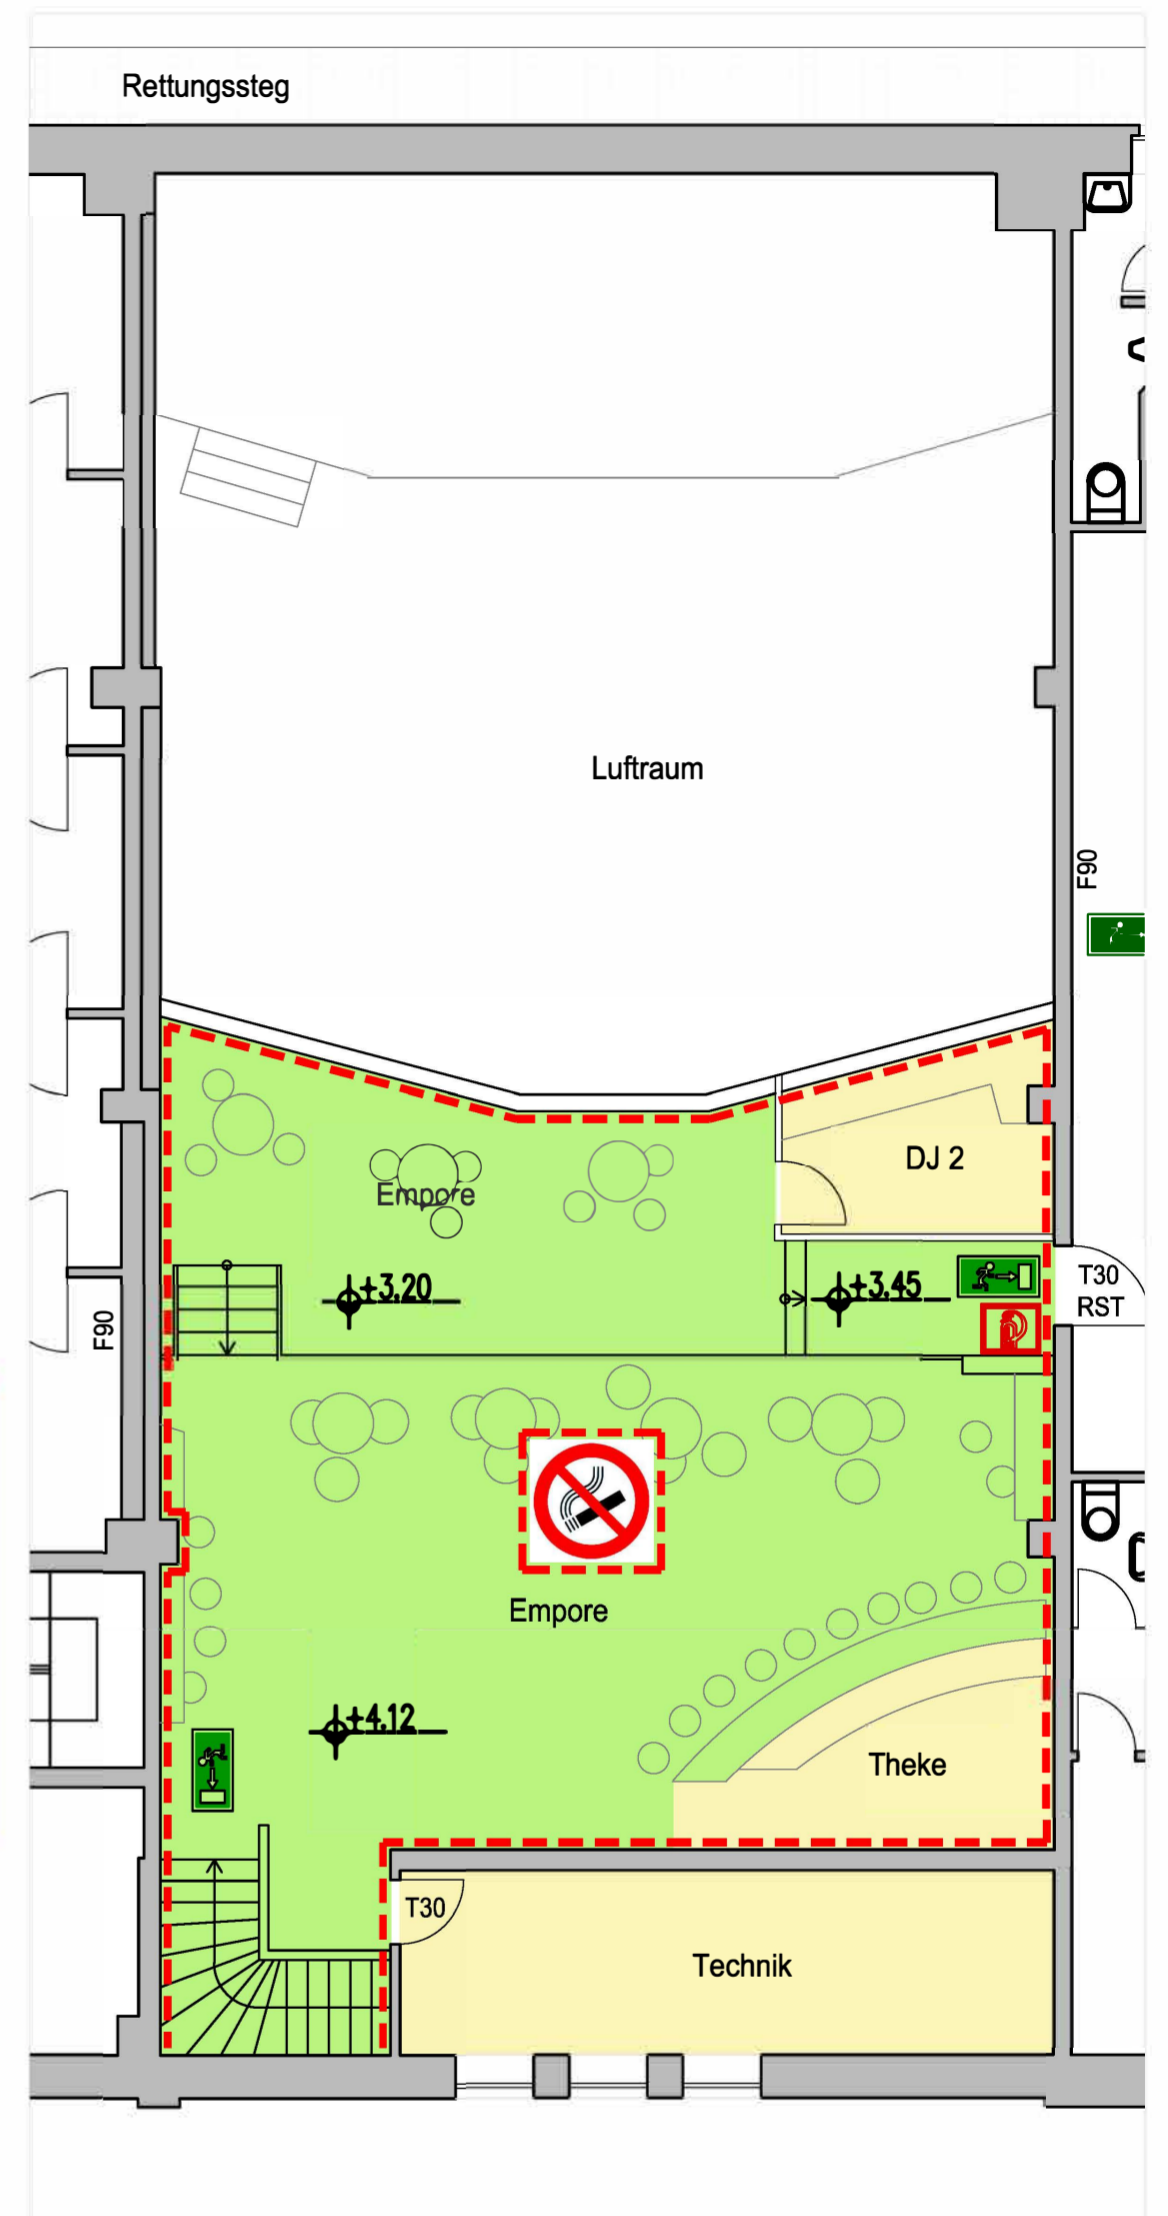 Rettungssteg
Luftraum
F90
DJ 2
Empore
+3.20
+3.45
T30
RST
F90
Empore
+4.12
Theke
T30
Technik